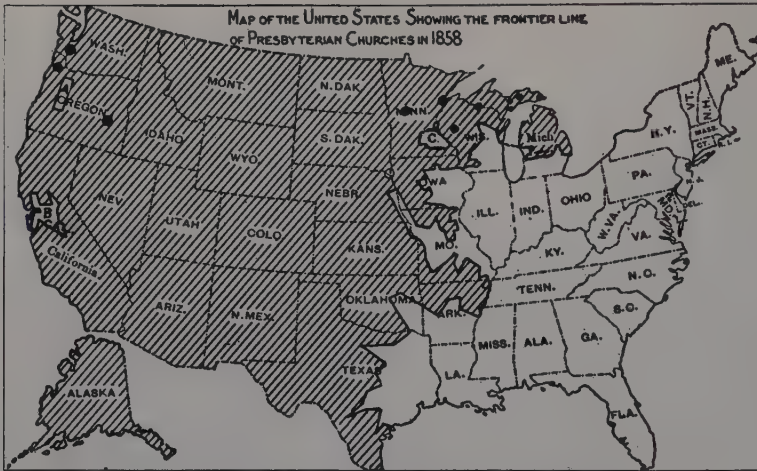 MAP OF THE UNITED STATES SHOWING THE FRONTIER LINE
OF PRESBYTERIAN CHURCHES IN 1858
WASH.
MONT.
N. DAK.
MINN.
ME.
VT.
N.H.
A
OREGON
IDAHO
WYO.
S. DAK.
C
WIS.
Mich.
N.Y.
MASS.
CT.
R.I.
NEV.
UTAH
COLO
NEBR.
IOWA
ILL.
IND.
OHIO
PA.
N.J.
DEL.
B
California
KANS.
MO.
KY.
W.VA.
VA.
ARIZ.
N.MEX.
OKLAHOMA
ARK.
TENN.
N.C.
S.C.
TEXAS
LA.
MISS.
ALA.
GA.
FLA.
ALASKA